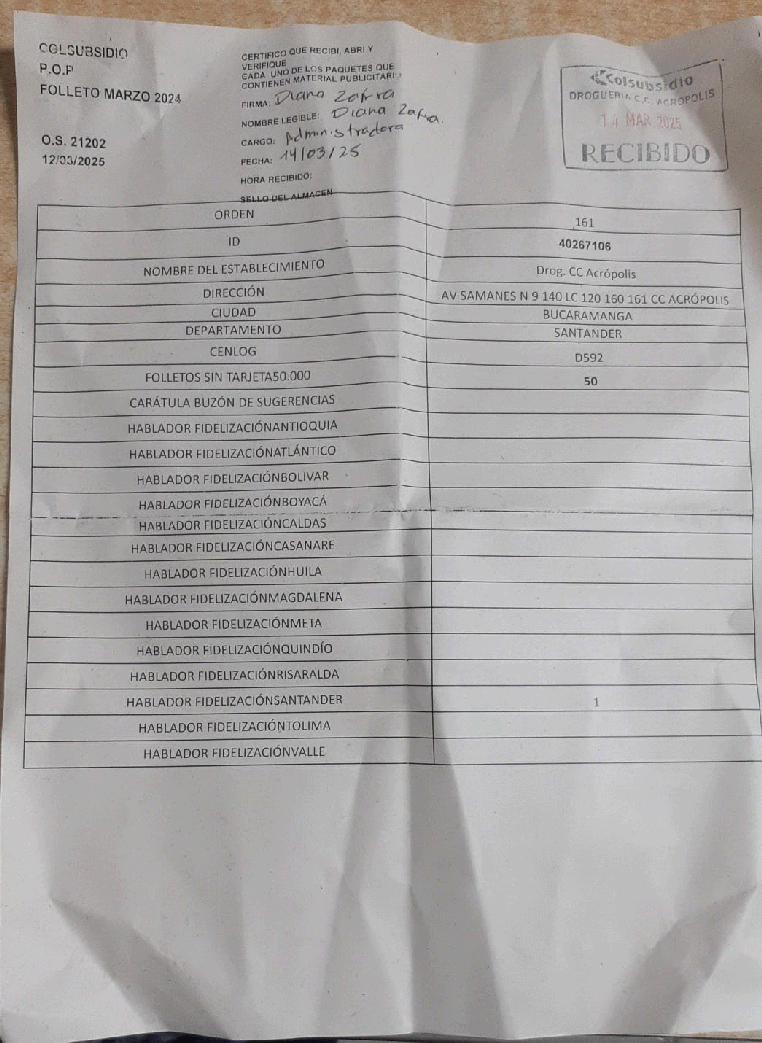 COLSUBSIDIO
P.O.P
FOLLETO MARZO 2024
O.S. 21202
12/03/2025
CERTIFICO QUE RECIBI, ABRI Y
VERIFIQUE
CADA UNO DE LOS PAQUETES QUE
CONTIENEN MATERIAL PUBLICITARI
FIRMA: Diana Zafra
NOMBRE LEGIBLE: Diana Zafra.
CARGO: Administradora
FECHA: 14/03/25
HORA RECIBIDO:
SELLO DEL ALMACEN
Colsubsidio
DROGUERIA C.C. ACROPOLIS
14 MAR 2025
RECIBIDO
ORDEN 161
ID 40267106
NOMBRE DEL ESTABLECIMIENTO Drog. CC Acrópolis
DIRECCIÓN AV SAMANES N 9 140 LC 120 160 161 CC ACRÓPOLIS
CIUDAD BUCARAMANGA
DEPARTAMENTO SANTANDER
CENLOG D592
FOLLETOS SIN TARJETA50.000 50
CARÁTULA BUZÓN DE SUGERENCIAS
HABLADOR FIDELIZACIÓNANTIOQUIA
HABLADOR FIDELIZACIÓNATLÁNTICO
HABLADOR FIDELIZACIÓNBOLIVAR
HABLADOR FIDELIZACIÓNBOYACÁ
HABLADOR FIDELIZACIÓNCALDAS
HABLADOR FIDELIZACIÓNCASANARE
HABLADOR FIDELIZACIÓNHUILA
HABLADOR FIDELIZACIÓNMAGDALENA
HABLADOR FIDELIZACIÓNMETA
HABLADOR FIDELIZACIÓNQUINDÍO
HABLADOR FIDELIZACIÓNRISARALDA
HABLADOR FIDELIZACIÓNSANTANDER 1
HABLADOR FIDELIZACIÓNTOLIMA
HABLADOR FIDELIZACIÓNVALLE